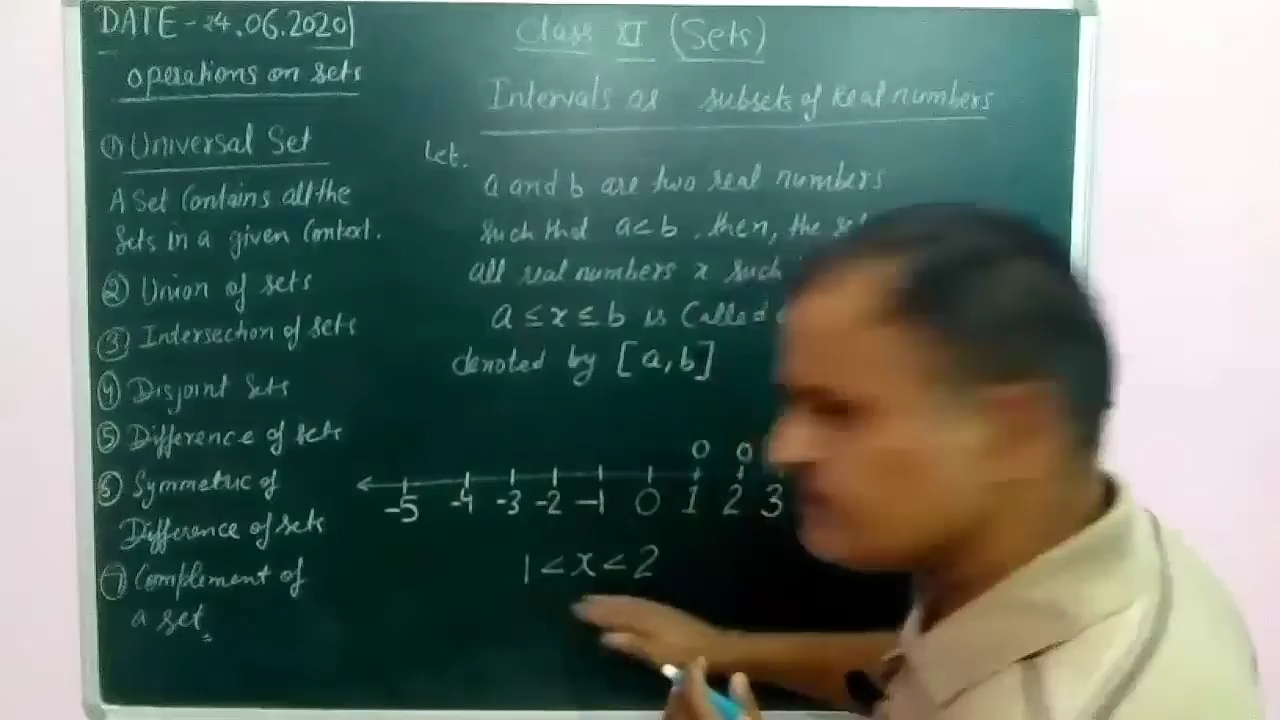 DATE - 24.06.2020
operations on sets
① Universal Set
A Set Contains all the
Sets in a given Context.
② Union of sets
③ Intersection of sets
④ Disjoint Sets
⑤ Difference of sets
⑥ Symmetric of
Difference of sets
⑦ Complement of
a set
Class XI (Sets)
Intervals as subsets of Real numbers
Let.
a and b are two real numbers
Such that a<b . then, the
all real numbers x such
a ≤ x ≤ b is Called
denoted by [a,b]
o o
-5 -4 -3 -2 -1 0 1 2 3
1 < x < 2